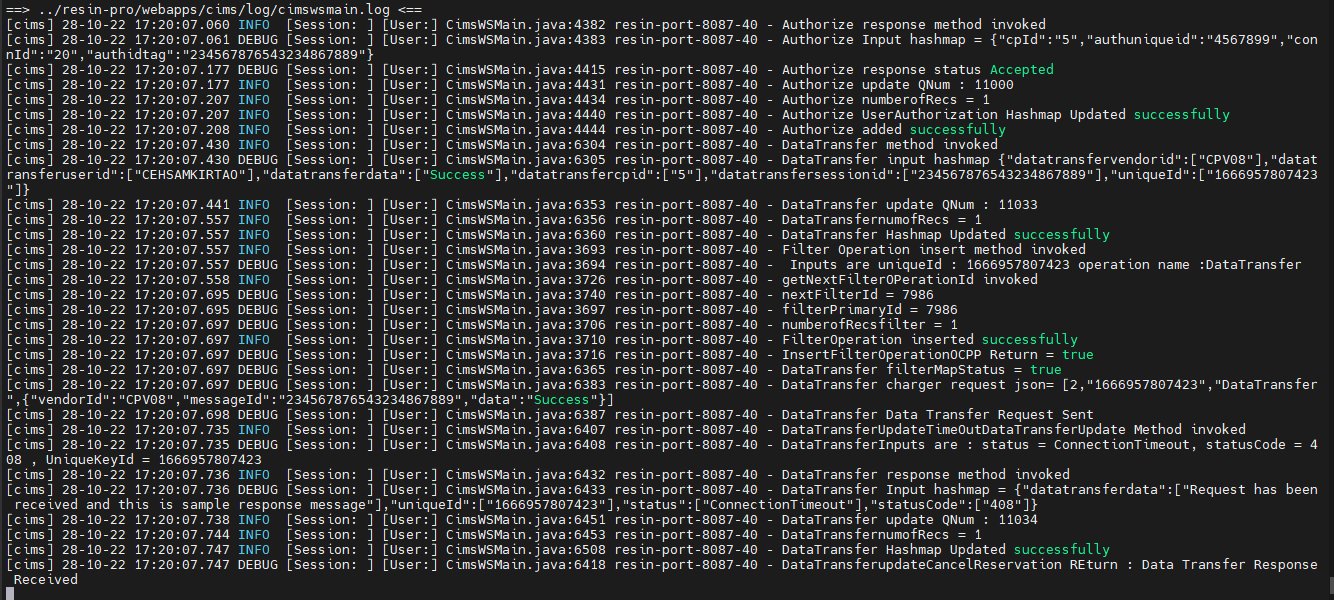 ==> ../resin-pro/webapps/cims/log/cimswsmain.log <==
[cims] 28-10-22 17:20:07.060 INFO  [Session: ] [User:] CimsWSMain.java:4382 resin-port-8087-40 - Authorize response method invoked
[cims] 28-10-22 17:20:07.061 DEBUG [Session: ] [User:] CimsWSMain.java:4383 resin-port-8087-40 - Authorize Input hashmap = {"cpId":"5","authuniqueid":"4567899","con
nId":"20","authidtag":"234567876543234867889"}
[cims] 28-10-22 17:20:07.177 DEBUG [Session: ] [User:] CimsWSMain.java:4415 resin-port-8087-40 - Authorize response status Accepted
[cims] 28-10-22 17:20:07.177 INFO  [Session: ] [User:] CimsWSMain.java:4431 resin-port-8087-40 - Authorize update QNum : 11000
[cims] 28-10-22 17:20:07.207 INFO  [Session: ] [User:] CimsWSMain.java:4434 resin-port-8087-40 - Authorize numberofRecs = 1
[cims] 28-10-22 17:20:07.207 INFO  [Session: ] [User:] CimsWSMain.java:4440 resin-port-8087-40 - Authorize UserAuthorization Hashmap Updated successfully
[cims] 28-10-22 17:20:07.208 INFO  [Session: ] [User:] CimsWSMain.java:4444 resin-port-8087-40 - Authorize added successfully
[cims] 28-10-22 17:20:07.430 INFO  [Session: ] [User:] CimsWSMain.java:6304 resin-port-8087-40 - DataTransfer method invoked
[cims] 28-10-22 17:20:07.430 DEBUG [Session: ] [User:] CimsWSMain.java:6305 resin-port-8087-40 - DataTransfer input hashmap {"datatransfervendorid":["CPV08"],"datat
ransferuserid":["CEHSAMKIRTAO"],"datatransferdata":["Success"],"datatransfercpid":["5"],"datatransfersessionid":["234567876543234867889"],"uniqueId":["1666957807423
"]}
[cims] 28-10-22 17:20:07.441 INFO  [Session: ] [User:] CimsWSMain.java:6353 resin-port-8087-40 - DataTransfer update QNum : 11033
[cims] 28-10-22 17:20:07.557 INFO  [Session: ] [User:] CimsWSMain.java:6356 resin-port-8087-40 - DataTransfernumofRecs = 1
[cims] 28-10-22 17:20:07.557 INFO  [Session: ] [User:] CimsWSMain.java:6360 resin-port-8087-40 - DataTransfer Hashmap Updated successfully
[cims] 28-10-22 17:20:07.557 INFO  [Session: ] [User:] CimsWSMain.java:3693 resin-port-8087-40 - Filter Operation insert method invoked
[cims] 28-10-22 17:20:07.557 DEBUG [Session: ] [User:] CimsWSMain.java:3694 resin-port-8087-40 -  Inputs are uniqueId : 1666957807423 operation name :DataTransfer
[cims] 28-10-22 17:20:07.558 INFO  [Session: ] [User:] CimsWSMain.java:3726 resin-port-8087-40 - getNextFilterOPerationId invoked
[cims] 28-10-22 17:20:07.695 DEBUG [Session: ] [User:] CimsWSMain.java:3740 resin-port-8087-40 - nextFilterId = 7986
[cims] 28-10-22 17:20:07.695 DEBUG [Session: ] [User:] CimsWSMain.java:3697 resin-port-8087-40 - filterPrimaryId = 7986
[cims] 28-10-22 17:20:07.697 DEBUG [Session: ] [User:] CimsWSMain.java:3706 resin-port-8087-40 - numberofRecsfilter = 1
[cims] 28-10-22 17:20:07.697 INFO  [Session: ] [User:] CimsWSMain.java:3710 resin-port-8087-40 - FilterOperation inserted successfully
[cims] 28-10-22 17:20:07.697 DEBUG [Session: ] [User:] CimsWSMain.java:3716 resin-port-8087-40 - InsertFilterOperationOCPP Return = true
[cims] 28-10-22 17:20:07.697 DEBUG [Session: ] [User:] CimsWSMain.java:6365 resin-port-8087-40 - DataTransfer filterMapStatus = true
[cims] 28-10-22 17:20:07.697 DEBUG [Session: ] [User:] CimsWSMain.java:6383 resin-port-8087-40 - DataTransfer charger request json= [2,"1666957807423","DataTransfer
",{"vendorId":"CPV08","messageId":"234567876543234867889","data":"Success"}]
[cims] 28-10-22 17:20:07.698 DEBUG [Session: ] [User:] CimsWSMain.java:6387 resin-port-8087-40 - DataTransfer Data Transfer Request Sent
[cims] 28-10-22 17:20:07.735 INFO  [Session: ] [User:] CimsWSMain.java:6407 resin-port-8087-40 - DataTransferUpdateTimeOutDataTransferUpdate Method invoked
[cims] 28-10-22 17:20:07.735 DEBUG [Session: ] [User:] CimsWSMain.java:6408 resin-port-8087-40 - DataTransferInputs are : status = ConnectionTimeout, statusCode = 4
08 , UniqueKeyId = 1666957807423
[cims] 28-10-22 17:20:07.736 INFO  [Session: ] [User:] CimsWSMain.java:6432 resin-port-8087-40 - DataTransfer response method invoked
[cims] 28-10-22 17:20:07.736 DEBUG [Session: ] [User:] CimsWSMain.java:6433 resin-port-8087-40 - DataTransfer Input hashmap = {"datatransferdata":["Request has been
 received and this is sample response message"],"uniqueId":["1666957807423"],"status":["ConnectionTimeout"],"statusCode":["408"]}
[cims] 28-10-22 17:20:07.738 INFO  [Session: ] [User:] CimsWSMain.java:6451 resin-port-8087-40 - DataTransfer update QNum : 11034
[cims] 28-10-22 17:20:07.744 INFO  [Session: ] [User:] CimsWSMain.java:6453 resin-port-8087-40 - DataTransfernumofRecs = 1
[cims] 28-10-22 17:20:07.747 INFO  [Session: ] [User:] CimsWSMain.java:6508 resin-port-8087-40 - DataTransfer Hashmap Updated successfully
[cims] 28-10-22 17:20:07.747 DEBUG [Session: ] [User:] CimsWSMain.java:6418 resin-port-8087-40 - DataTransferupdateCancelReservation REturn : Data Transfer Response
 Received